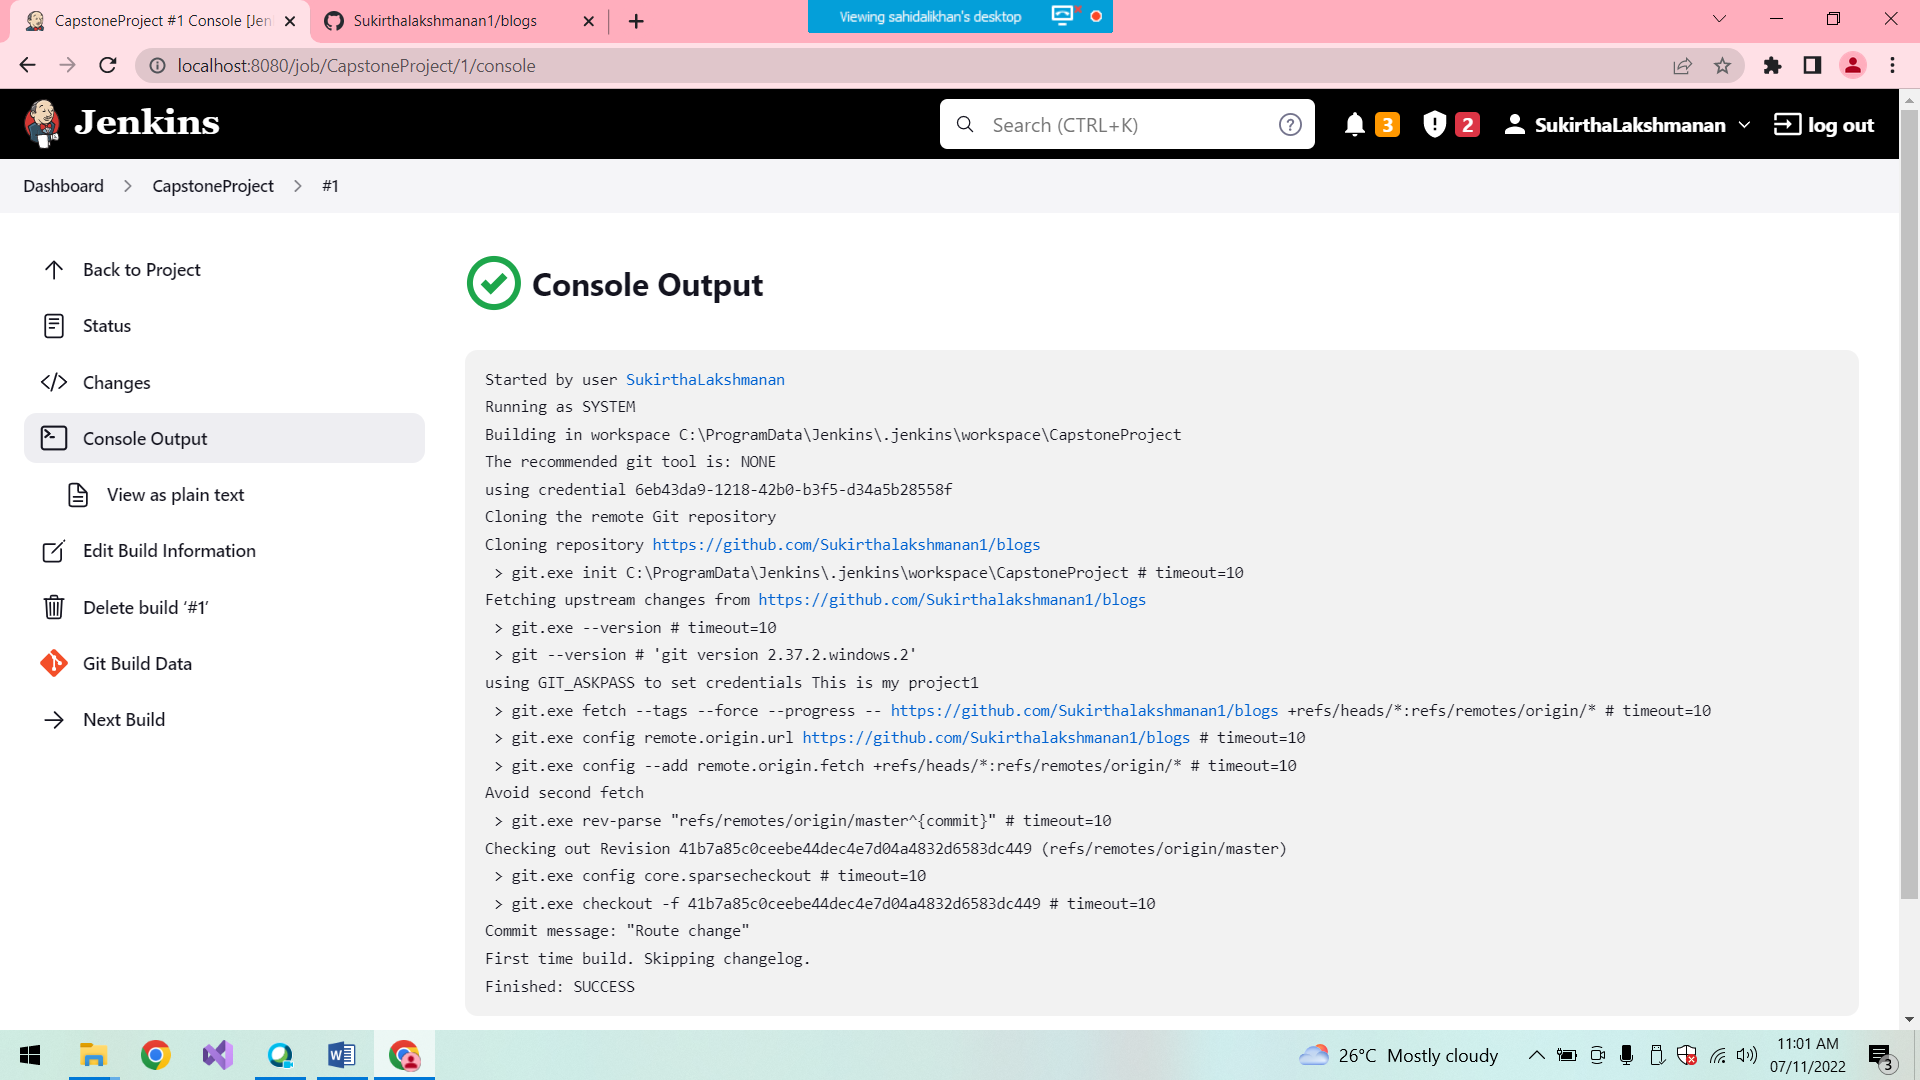 CapstoneProject #1 Console [Jen
Sukirthalakshmanan1/blogs
Viewing sahidalikhan's desktop
localhost:8080/job/CapstoneProject/1/console
Jenkins
Search (CTRL+K)
3
2
SukirthaLakshmanan
log out
Dashboard
CapstoneProject
#1
Back to Project
Status
Changes
Console Output
View as plain text
Edit Build Information
Delete build ‘#1’
Git Build Data
Next Build
Console Output
Started by user SukirthaLakshmanan
Running as SYSTEM
Building in workspace C:\ProgramData\Jenkins\.jenkins\workspace\CapstoneProject
The recommended git tool is: NONE
using credential 6eb43da9-1218-42b0-b3f5-d34a5b28558f
Cloning the remote Git repository
Cloning repository https://github.com/Sukirthalakshmanan1/blogs
> git.exe init C:\ProgramData\Jenkins\.jenkins\workspace\CapstoneProject # timeout=10
Fetching upstream changes from https://github.com/Sukirthalakshmanan1/blogs
> git.exe --version # timeout=10
> git --version # 'git version 2.37.2.windows.2'
using GIT_ASKPASS to set credentials This is my project1
> git.exe fetch --tags --force --progress -- https://github.com/Sukirthalakshmanan1/blogs +refs/heads/*:refs/remotes/origin/* # timeout=10
> git.exe config remote.origin.url https://github.com/Sukirthalakshmanan1/blogs # timeout=10
> git.exe config --add remote.origin.fetch +refs/heads/*:refs/remotes/origin/* # timeout=10
Avoid second fetch
> git.exe rev-parse "refs/remotes/origin/master^{commit}" # timeout=10
Checking out Revision 41b7a85c0ceebe44dec4e7d04a4832d6583dc449 (refs/remotes/origin/master)
> git.exe config core.sparsecheckout # timeout=10
> git.exe checkout -f 41b7a85c0ceebe44dec4e7d04a4832d6583dc449 # timeout=10
Commit message: "Route change"
First time build. Skipping changelog.
Finished: SUCCESS
26°C Mostly cloudy
11:01 AM
07/11/2022
3